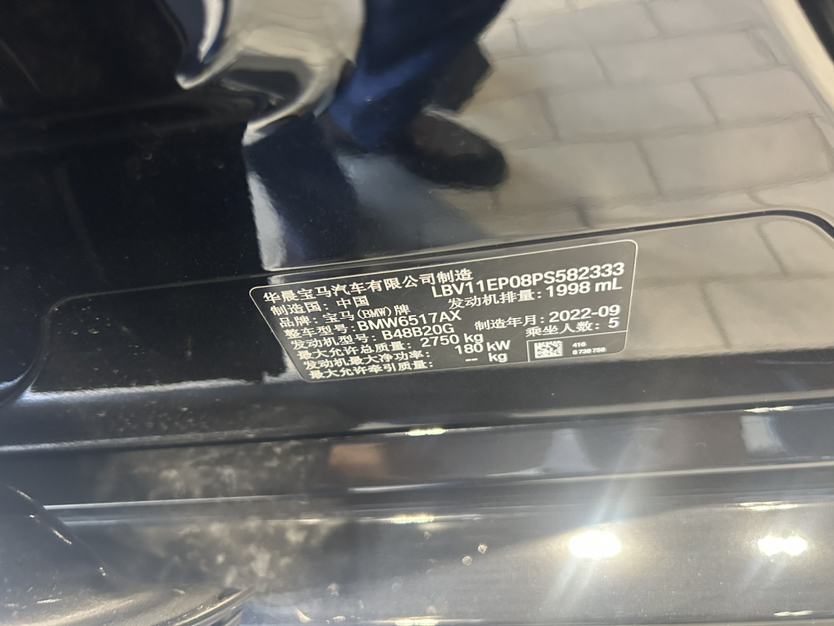 华晨宝马汽车有限公司制造
制造国：中国 LBV11EP08PS582333
品牌：宝马(BMW)牌 发动机排量：1998 mL
整车型号：BMW6517AX
发动机型号：B48B20G 制造年月：2022-09
最大允许总质量： 2750 kg 乘坐人数：5
发动机最大净功率： 180 kW
最大允许牵引质量： -- kg
416
0 730 750